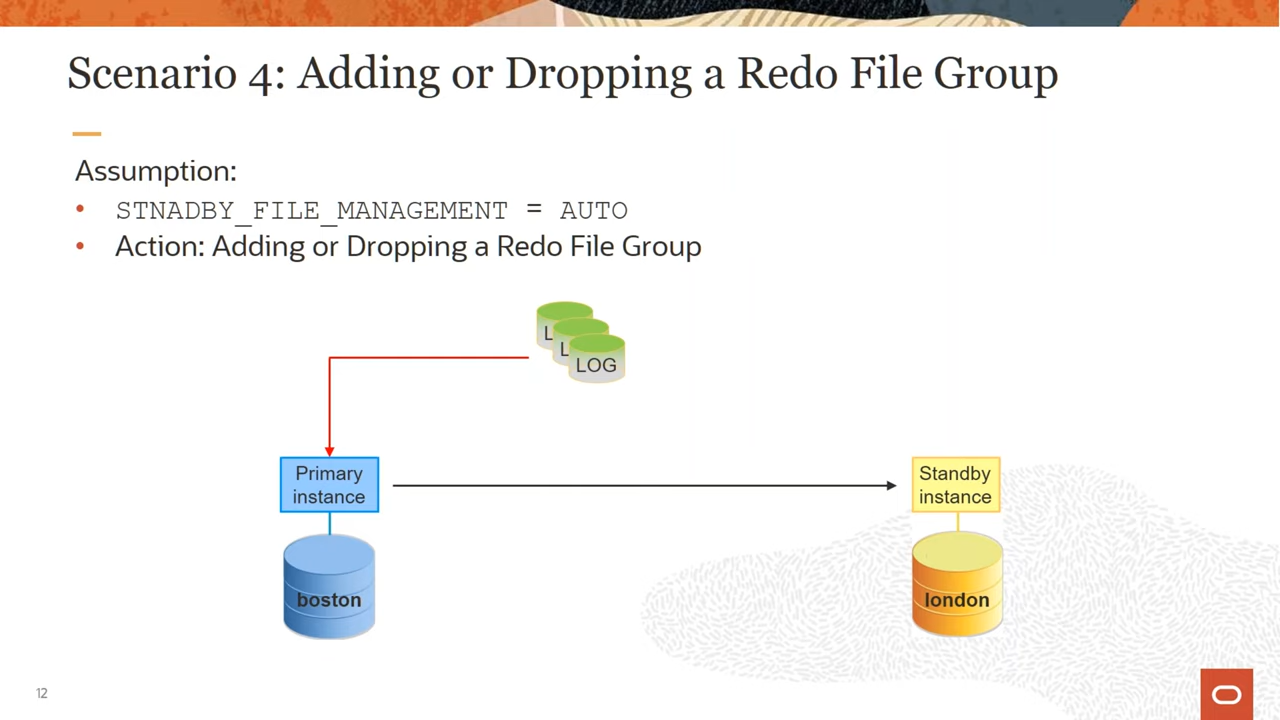 Scenario 4: Adding or Dropping a Redo File Group
Assumption:
• STNADBY_FILE_MANAGEMENT = AUTO
• Action: Adding or Dropping a Redo File Group
L
L
LOG
Primary
instance
Standby
instance
boston
london
12